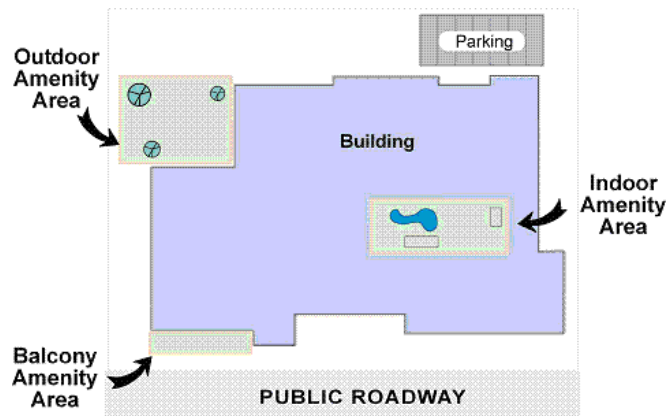 Parking
Outdoor
Amenity
Area
Building
Indoor
Amenity
Area
Balcony
Amenity
Area
PUBLIC ROADWAY